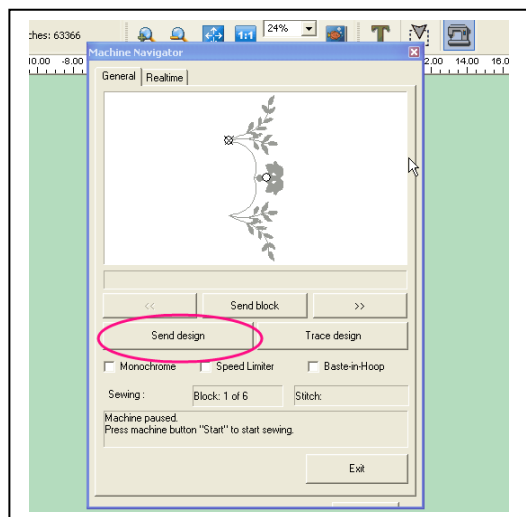 ches: 63366
24%
1:1
T
Machine Navigator
10.00 -8.00
2.00 14.00 16.0
General Realtime
<< Send block >>
Send design Trace design
Monochrome Speed Limiter Baste-in-Hoop
Sewing : Block: 1 of 6 Stitch:
Machine paused.
Press machine button "Start" to start sewing.
Exit